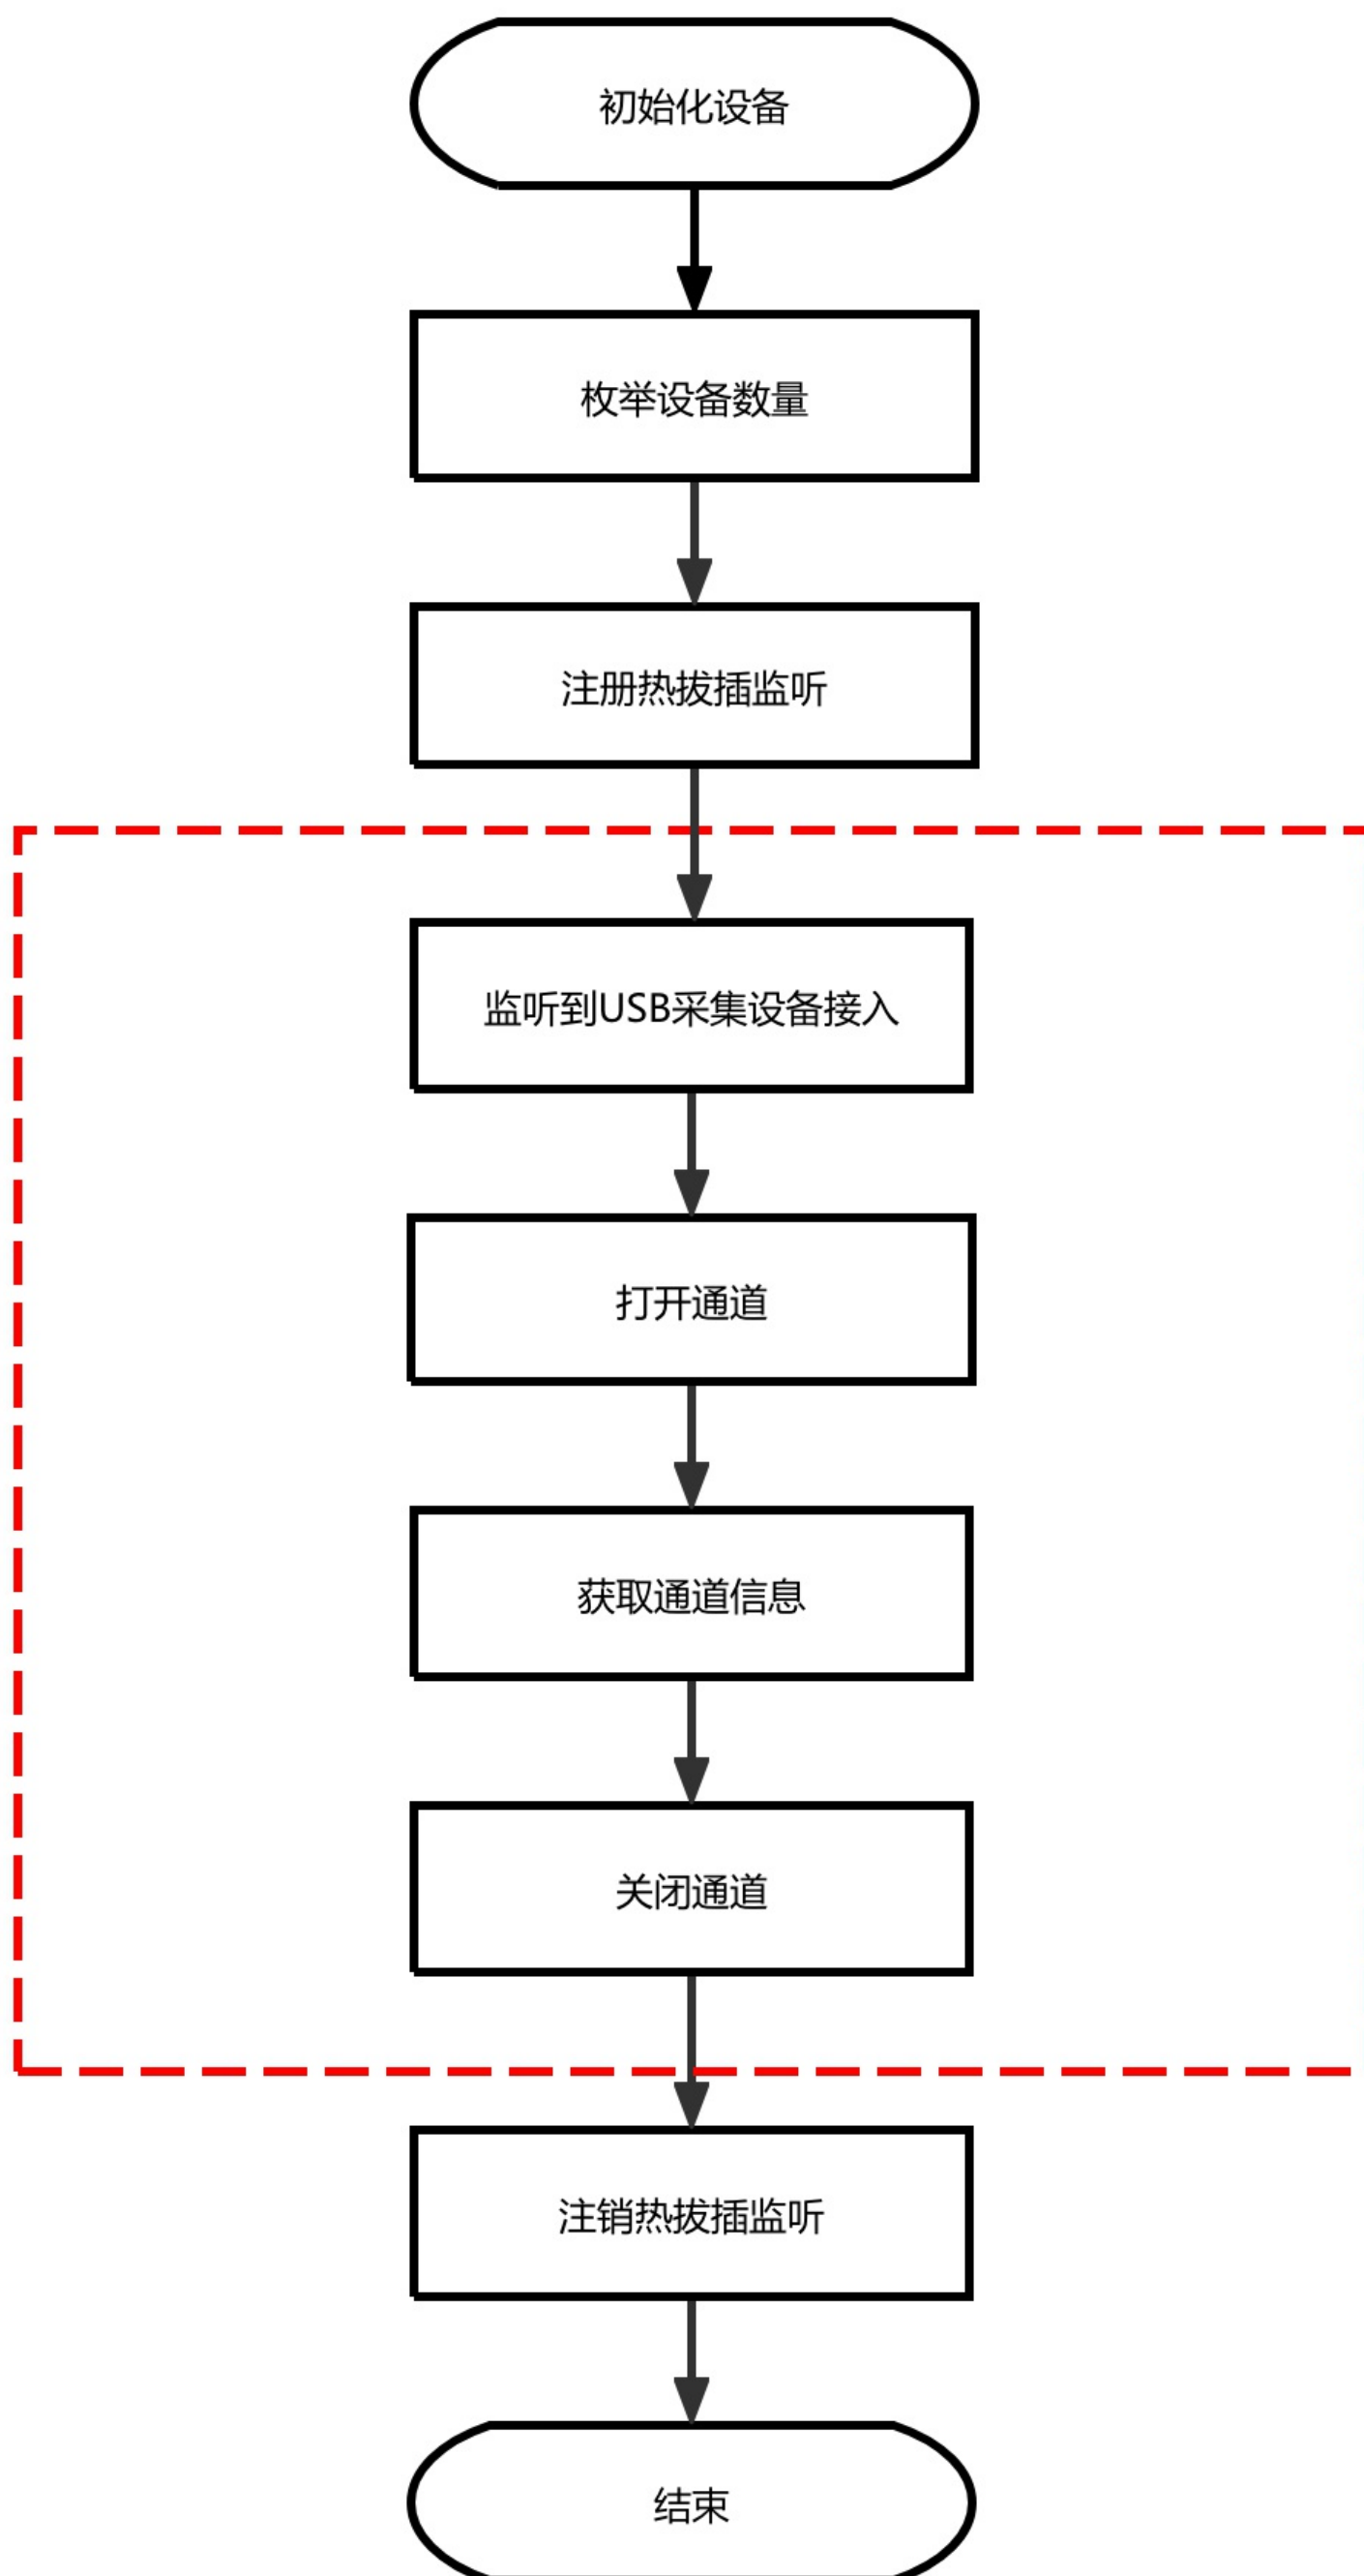 初始化设备
枚举设备数量
注册热拔插监听
监听到USB采集设备接入
打开通道
获取通道信息
关闭通道
注销热拔插监听
结束